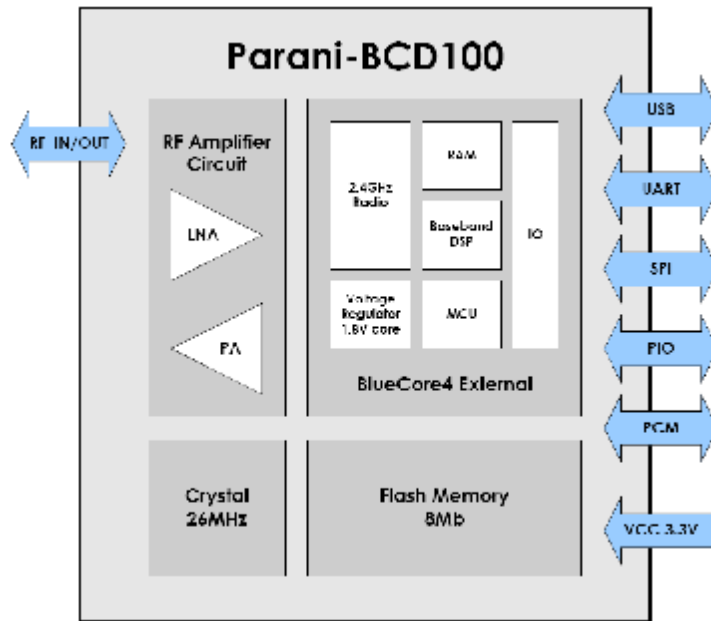 Parani-BCD100
RF IN/OUT
RF Amplifier
Circuit
LNA
PA
2.4GHz
Radio
RAM
Baseband
DSP
IO
Voltage
Regulator
1.8V core
MCU
BlueCore4 External
Crystal
26MHz
Flash Memory
8Mb
USB
UART
SPI
PIO
PCM
VCC 3.3V